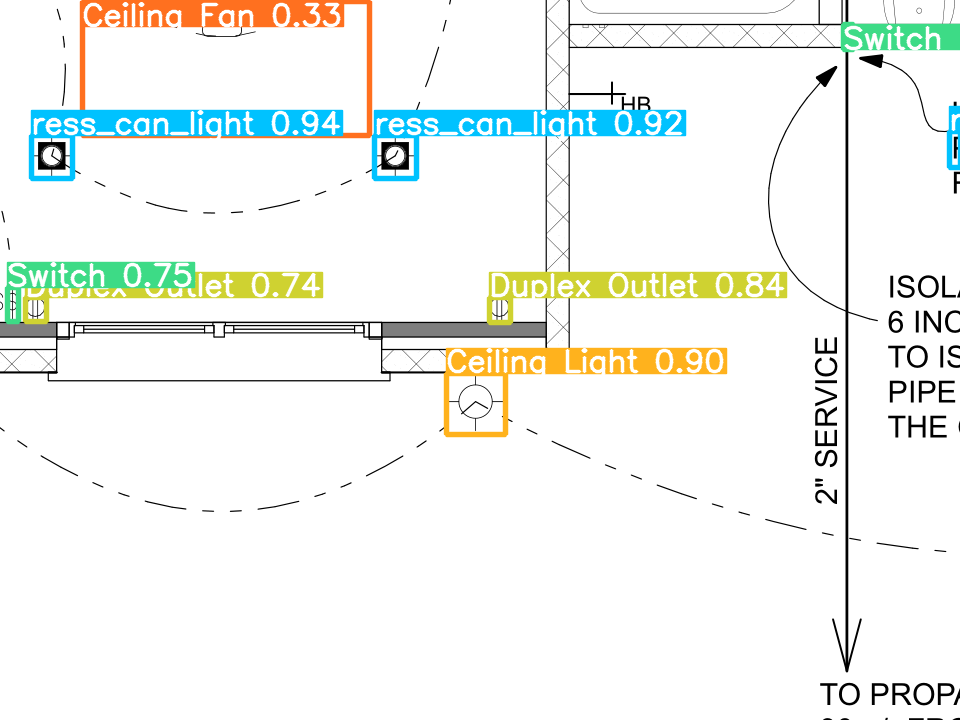 Ceiling Fan 0.33
Switch
HB
ress_can_light 0.94
ress_can_light 0.92
Switch 0.75
Duplex Outlet 0.74
Duplex Outlet 0.84
ISOLA
6 INC
TO IS
PIPE
THE
Ceiling Light 0.90
2" SERVICE
TO PROPA